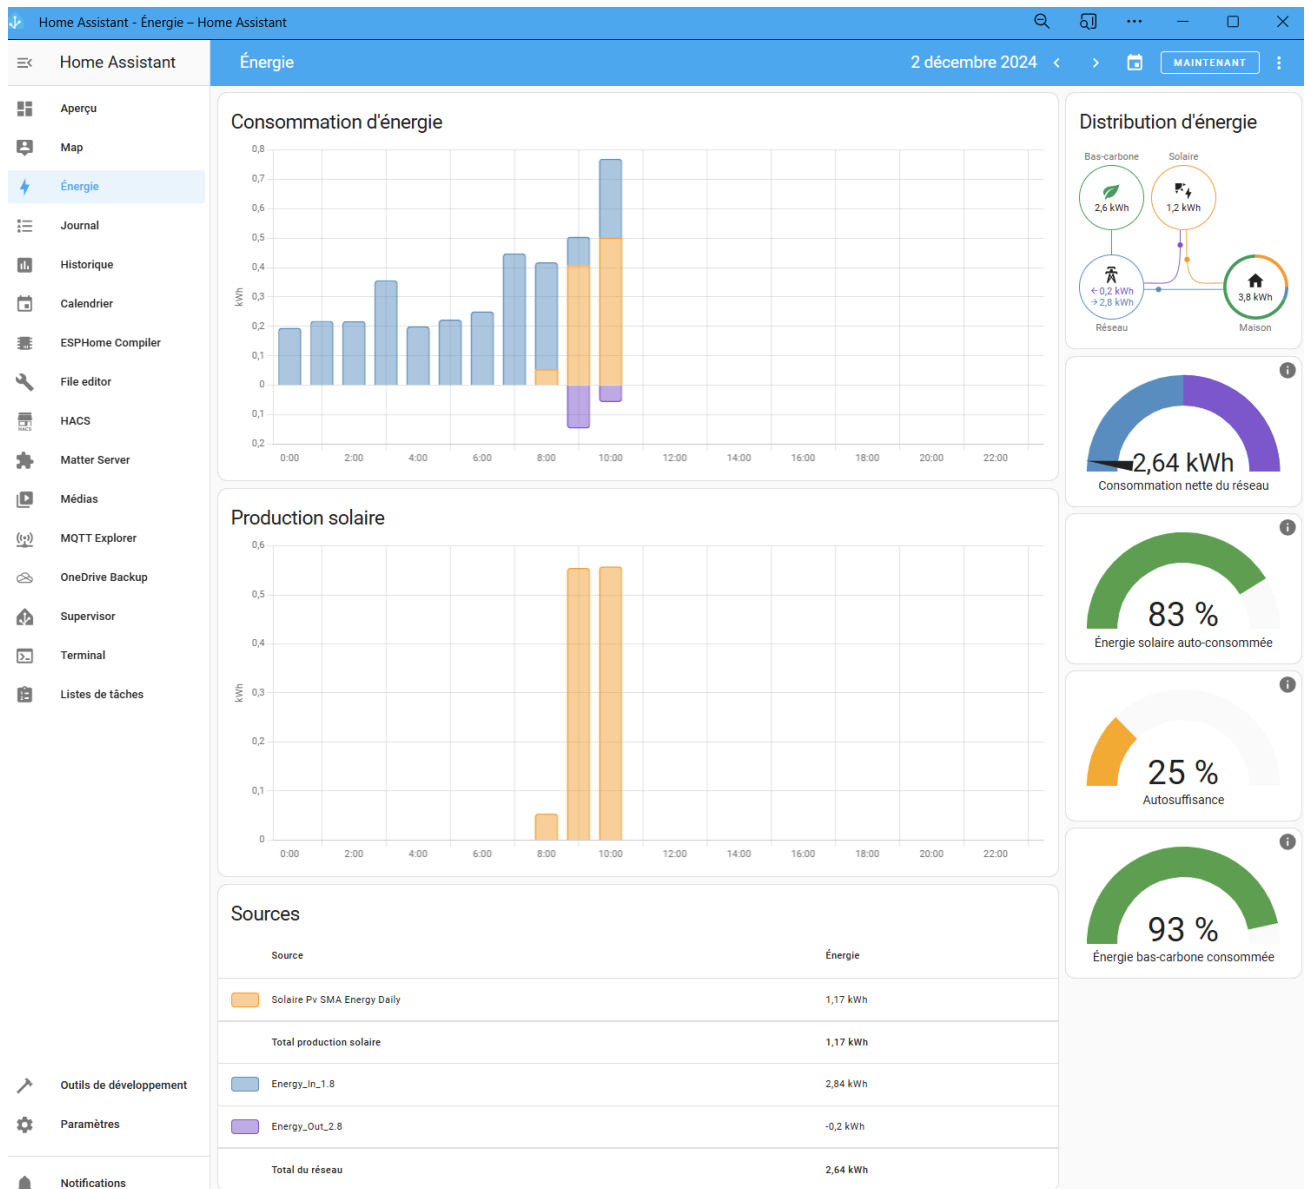 Home Assistant - Énergie – Home Assistant
Home Assistant
Énergie
2 décembre 2024
MAINTENANT
Aperçu
Map
Énergie
Journal
Historique
Calendrier
ESPHome Compiler
File editor
HACS
HACS
Matter Server
Médias
MQTT Explorer
OneDrive Backup
Supervisor
Terminal
Listes de tâches
Outils de développement
Paramètres
Notifications
Consommation d'énergie
kWh
0,8
0,7
0,6
0,5
0,4
0,3
0,2
0,1
0
0,1
0,2
0:00 2:00 4:00 6:00 8:00 10:00 12:00 14:00 16:00 18:00 20:00 22:00
Production solaire
kWh
0,6
0,5
0,4
0,3
0,2
0,1
0
0:00 2:00 4:00 6:00 8:00 10:00 12:00 14:00 16:00 18:00 20:00 22:00
Sources
Source Énergie
Solaire Pv SMA Energy Daily 1,17 kWh
Total production solaire 1,17 kWh
Energy_In_1.8 2,84 kWh
Energy_Out_2.8 -0,2 kWh
Total du réseau 2,64 kWh
Distribution d'énergie
Bas-carbone Solaire
2,6 kWh 1,2 kWh
←0,2 kWh
→2,8 kWh
3,8 kWh
Réseau Maison
2,64 kWh
Consommation nette du réseau
83 %
Énergie solaire auto-consommée
25 %
Autosuffisance
93 %
Énergie bas-carbone consommée